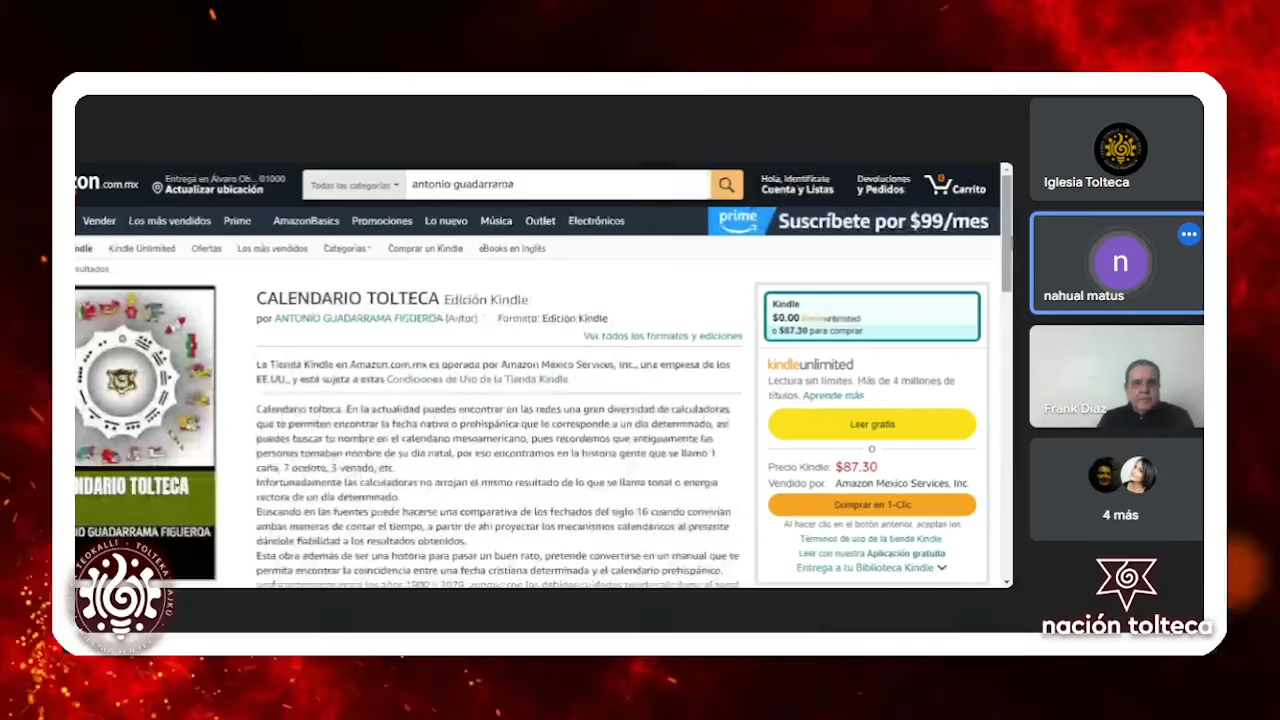 zon.com.mx
Entrega en Álvaro Ob... 01000
Actualizar ubicación
Todas las categorías
antonio guadarrama
Hola, Identifícate
Cuenta y Listas
Devoluciones
y Pedidos
0
Carrito
Vender Los más vendidos Prime AmazonBasics Promociones Lo nuevo Música Outlet Electrónicos
prime
Suscríbete por $99/mes
ndle Kindle Unlimited Ofertas Los más vendidos Categorías Comprar un Kindle eBooks en Inglés
sultados
CALENDARIO TOLTECA Edición Kindle
por ANTONIO GUADARRAMA FIGUEROA (Autor) Formato: Edición Kindle
Ver todos los formatos y ediciones
La Tienda Kindle en Amazon.com.mx es operada por Amazon Mexico Services, Inc., una empresa de los
EE.UU., y está sujeta a estas Condiciones de Uso de la Tienda Kindle.
Calendario tolteca. En la actualidad puedes encontrar en las redes una gran diversidad de calculadoras
que te permiten encontrar la fecha nativa o prehispánica que le corresponde a un día determinado, así
puedes buscar tu nombre en el calendario mesoamericano, pues recordemos que antiguamente las
personas tomaban nombre de su día natal, por eso encontramos en la historia gente que se llamo 1
caña, 7 ocelote, 3 venado, etc.
Infortunadamente las calculadoras no arrojan el mismo resultado de lo que se llama tonal o energia
rectora de un día determinado.
Buscando en las fuentes puede hacerse una comparativa de los fechados del siglo 16 cuando convivian
ambas maneras de contar el tiempo, a partir de ahi proyectar los mecanismos calendáricos al presente
dándole fiabilidad a los resultados obtenidos.
Esta obra además de ser una historia para pasar un buen rato, pretende convertirse en un manual que te
permita encontrar la coincidencia entre una fecha cristiana determinada y el calendario prehispánico,
NDARIO TOLTECA
IO GUADARRAMA FIGUEROA
Kindle
$0.00 unlimited
o $87.30 para comprar
kindleunlimited
Lectura sin límites. Más de 4 millones de
títulos. Aprende más
Leer gratis
O
Precio Kindle: $87.30
Vendido por: Amazon Mexico Services, Inc.
Comprar en 1-Clic
Al hacer clic en el botón anterior, aceptas los
Términos de uso de la tienda Kindle
Leer con nuestra Aplicación gratuita
Entrega a tu Biblioteca Kindle
Iglesia Tolteca
n
nahual matus
Frank Diaz
4 más
TEOKALLI TOLTEKA
nación tolteca